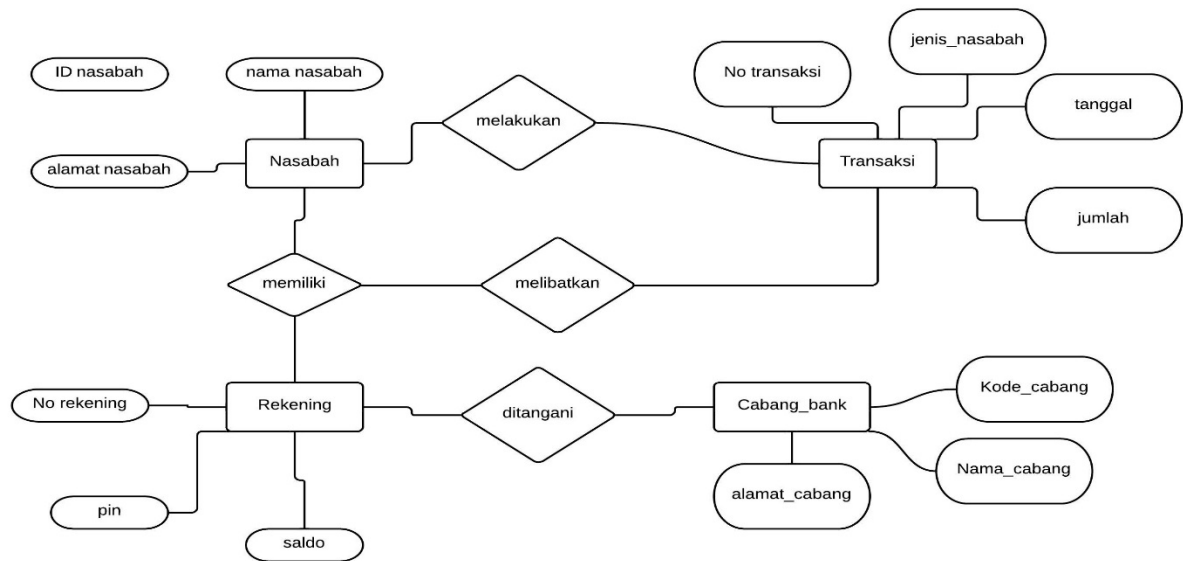 jenis_nasabah
ID nasabah
nama nasabah
No transaksi
tanggal
melakukan
alamat nasabah
Nasabah
Transaksi
jumlah
memiliki
melibatkan
No rekening
Rekening
ditangani
Cabang_bank
Kode_cabang
Nama_cabang
alamat_cabang
pin
saldo